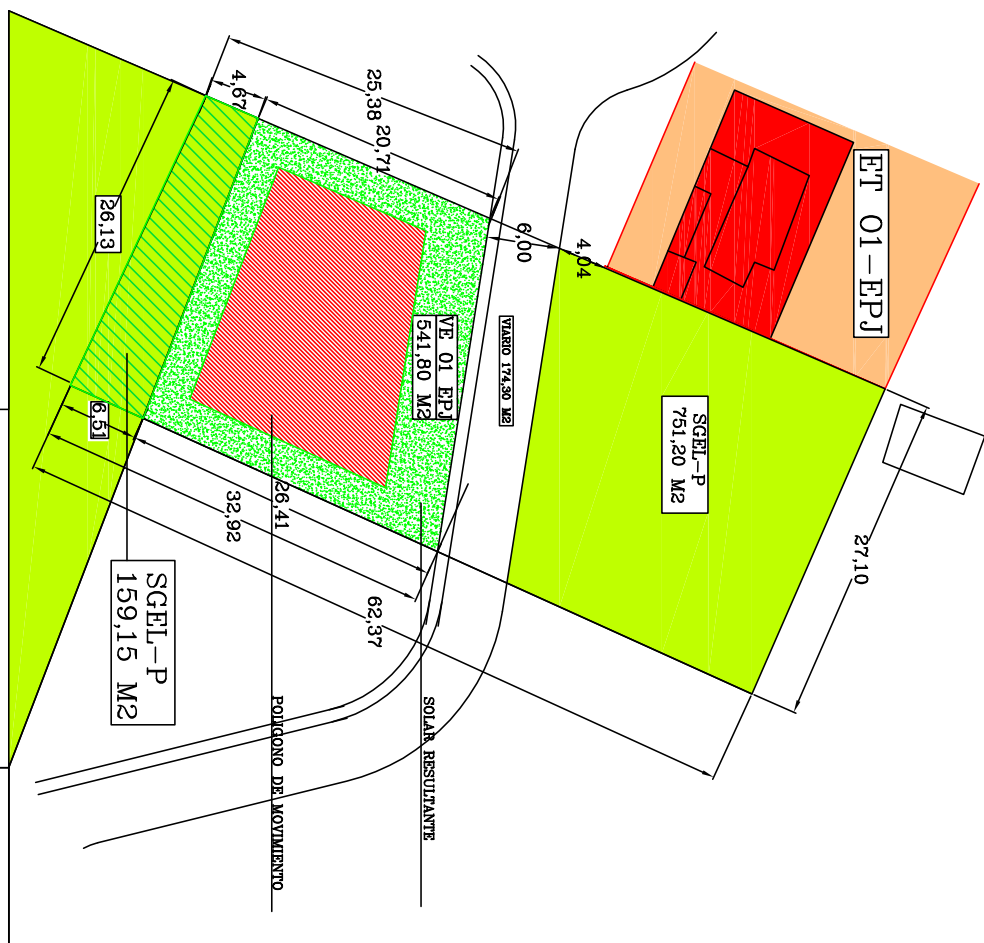 ET 01-EPJ
25,38
4,67
20,71
6,00
4,04
26,13
VE 01 EPJ
541,80 M2
VIARIO 174,30 M2
SGEL-P
751,20 M2
27,10
6,51
26,41
32,92
62,37
SGEL-P
159,15 M2
SOLAR RESULTANTE
POLIGONO DE MOVIMIENTO